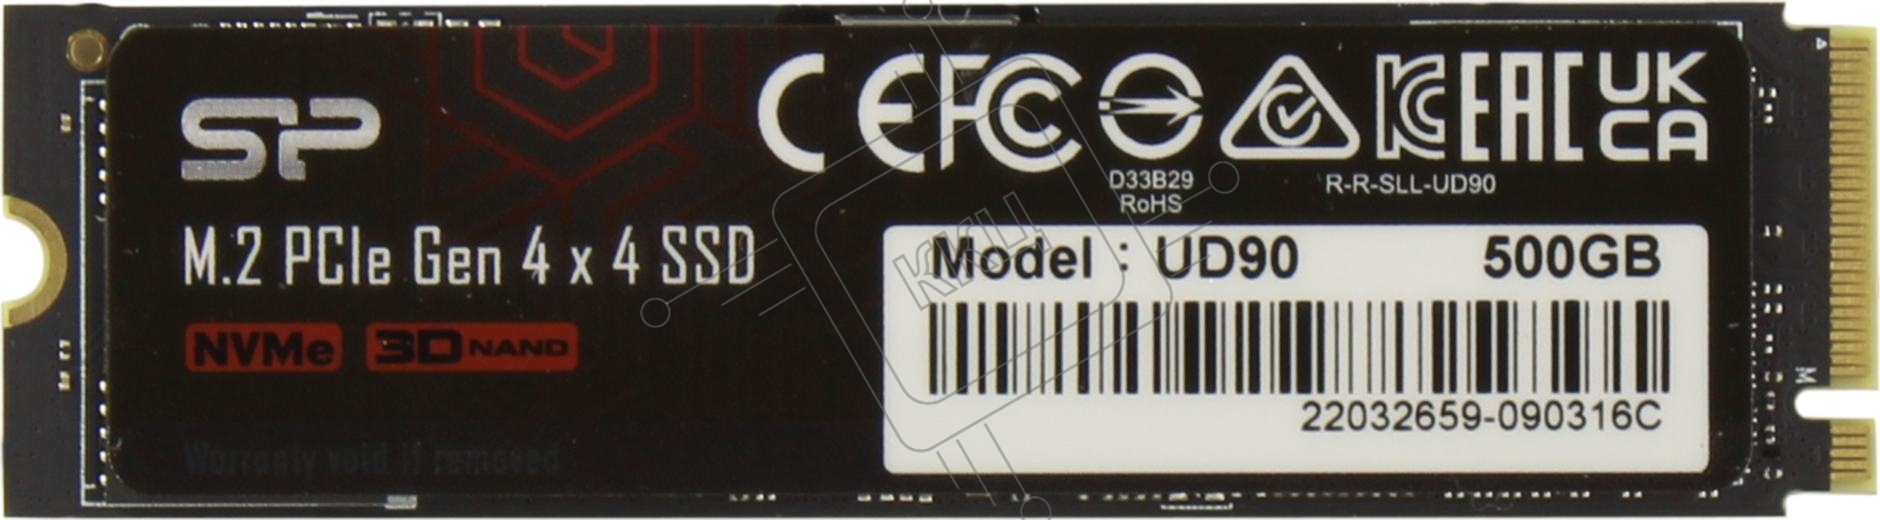 SP
CE FC EAC UK CA
D33B29
RoHS
R-R-SLL-UD90
M.2 PCIe Gen 4 x 4 SSD
Model : UD90 500GB
NVMe 3D NAND
22032659-090316C
Warranty void if removed
ККЦ
M